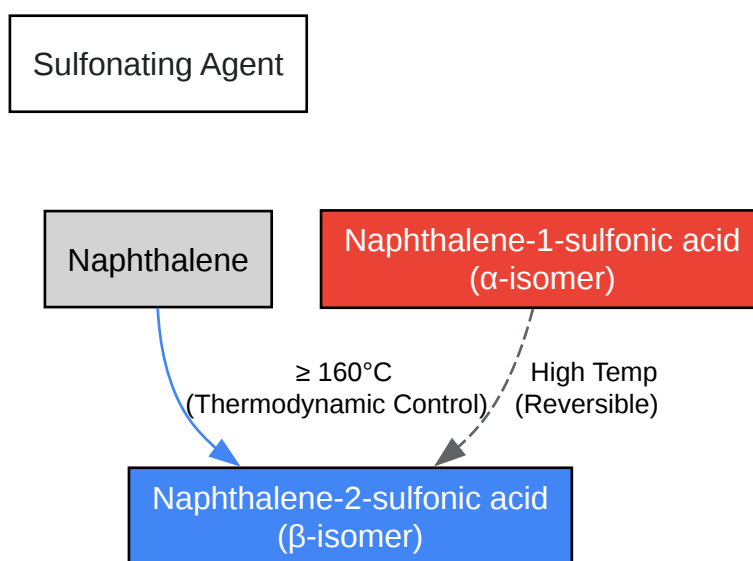 Sulfonating Agent
Naphthalene
Naphthalene-1-sulfonic acid
(α-isomer)
≥ 160°C
(Thermodynamic Control)
High Temp
(Reversible)
Naphthalene-2-sulfonic acid
(β-isomer)